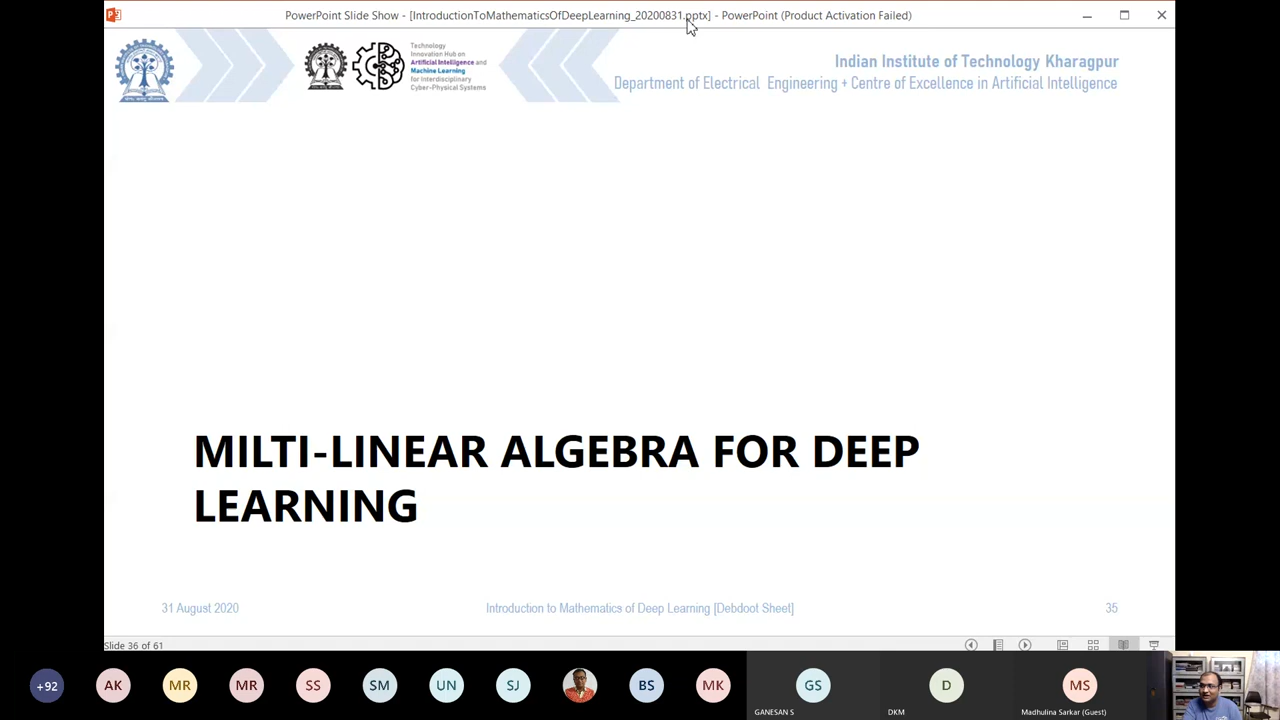 PowerPoint Slide Show - [IntroductionToMathematicsOfDeepLearning_20200831.pptx] - PowerPoint (Product Activation Failed)
Technology
Innovation Hub on
Artificial Intelligence and
Machine Learning
for Interdisciplinary
Cyber-Physical Systems
Indian Institute of Technology Kharagpur
Department of Electrical Engineering + Centre of Excellence in Artificial Intelligence
MILTI-LINEAR ALGEBRA FOR DEEP
LEARNING
31 August 2020
Introduction to Mathematics of Deep Learning [Debdoot Sheet]
35
Slide 36 of 61
+92
AK
MR
MR
SS
SM
UN
SJ
BS
MK
GS
D
MS
GANESAN S
DKM
Madhulina Sarkar (Guest)